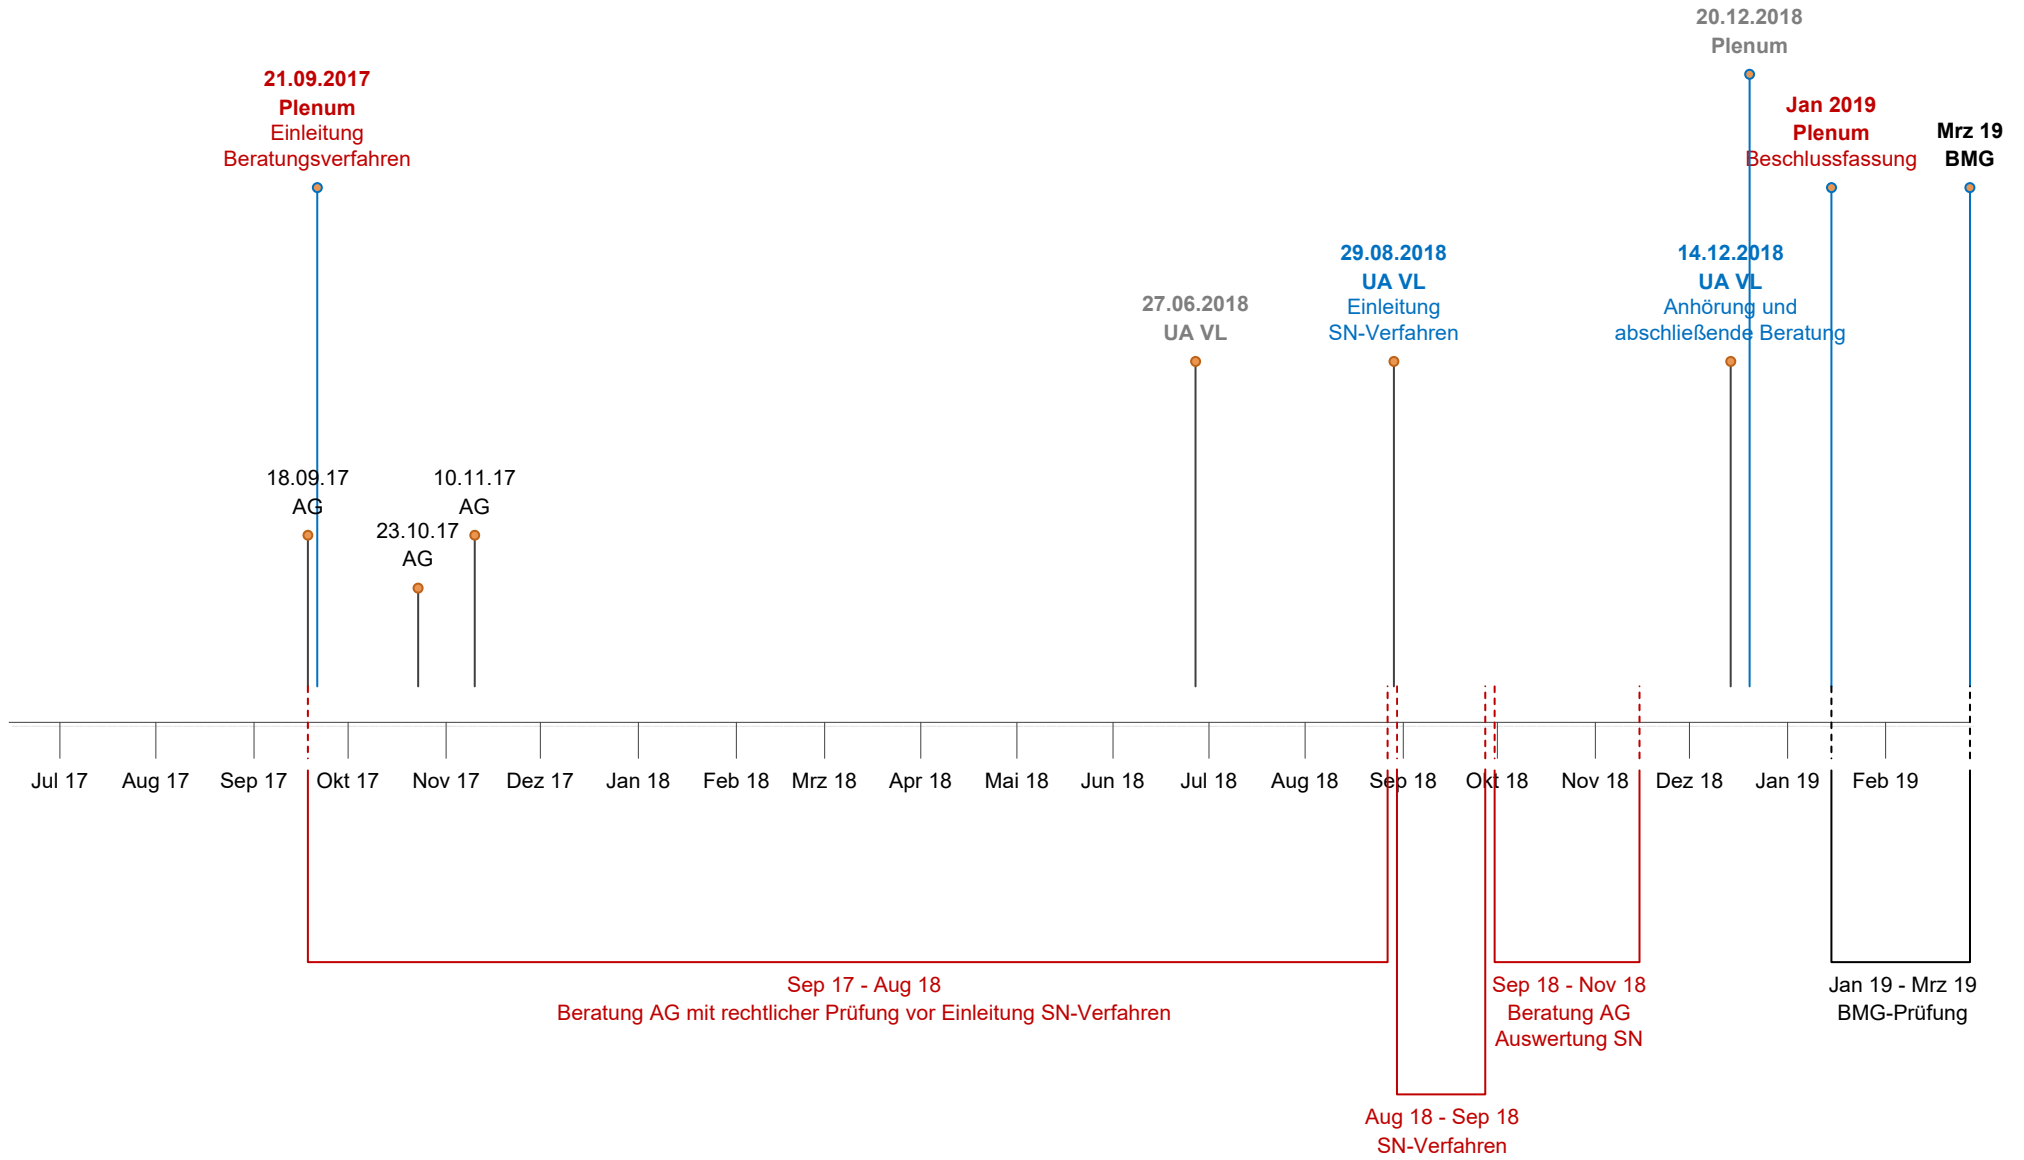 20.12.2018
Plenum
21.09.2017
Plenum
Einleitung
Beratungsverfahren
Jan 2019
Plenum
Beschlussfassung
Mrz 19
BMG
27.06.2018
UA VL
29.08.2018
UA VL
Einleitung
SN-Verfahren
14.12.2018
UA VL
Anhörung und
abschließende Beratung
18.09.17
AG
23.10.17
AG
10.11.17
AG
Jul 17 Aug 17 Sep 17 Okt 17 Nov 17 Dez 17 Jan 18 Feb 18 Mrz 18 Apr 18 Mai 18 Jun 18 Jul 18 Aug 18 Sep 18 Okt 18 Nov 18 Dez 18 Jan 19 Feb 19
Sep 17 - Aug 18
Beratung AG mit rechtlicher Prüfung vor Einleitung SN-Verfahren
Sep 18 - Nov 18
Beratung AG
Auswertung SN
Jan 19 - Mrz 19
BMG-Prüfung
Aug 18 - Sep 18
SN-Verfahren